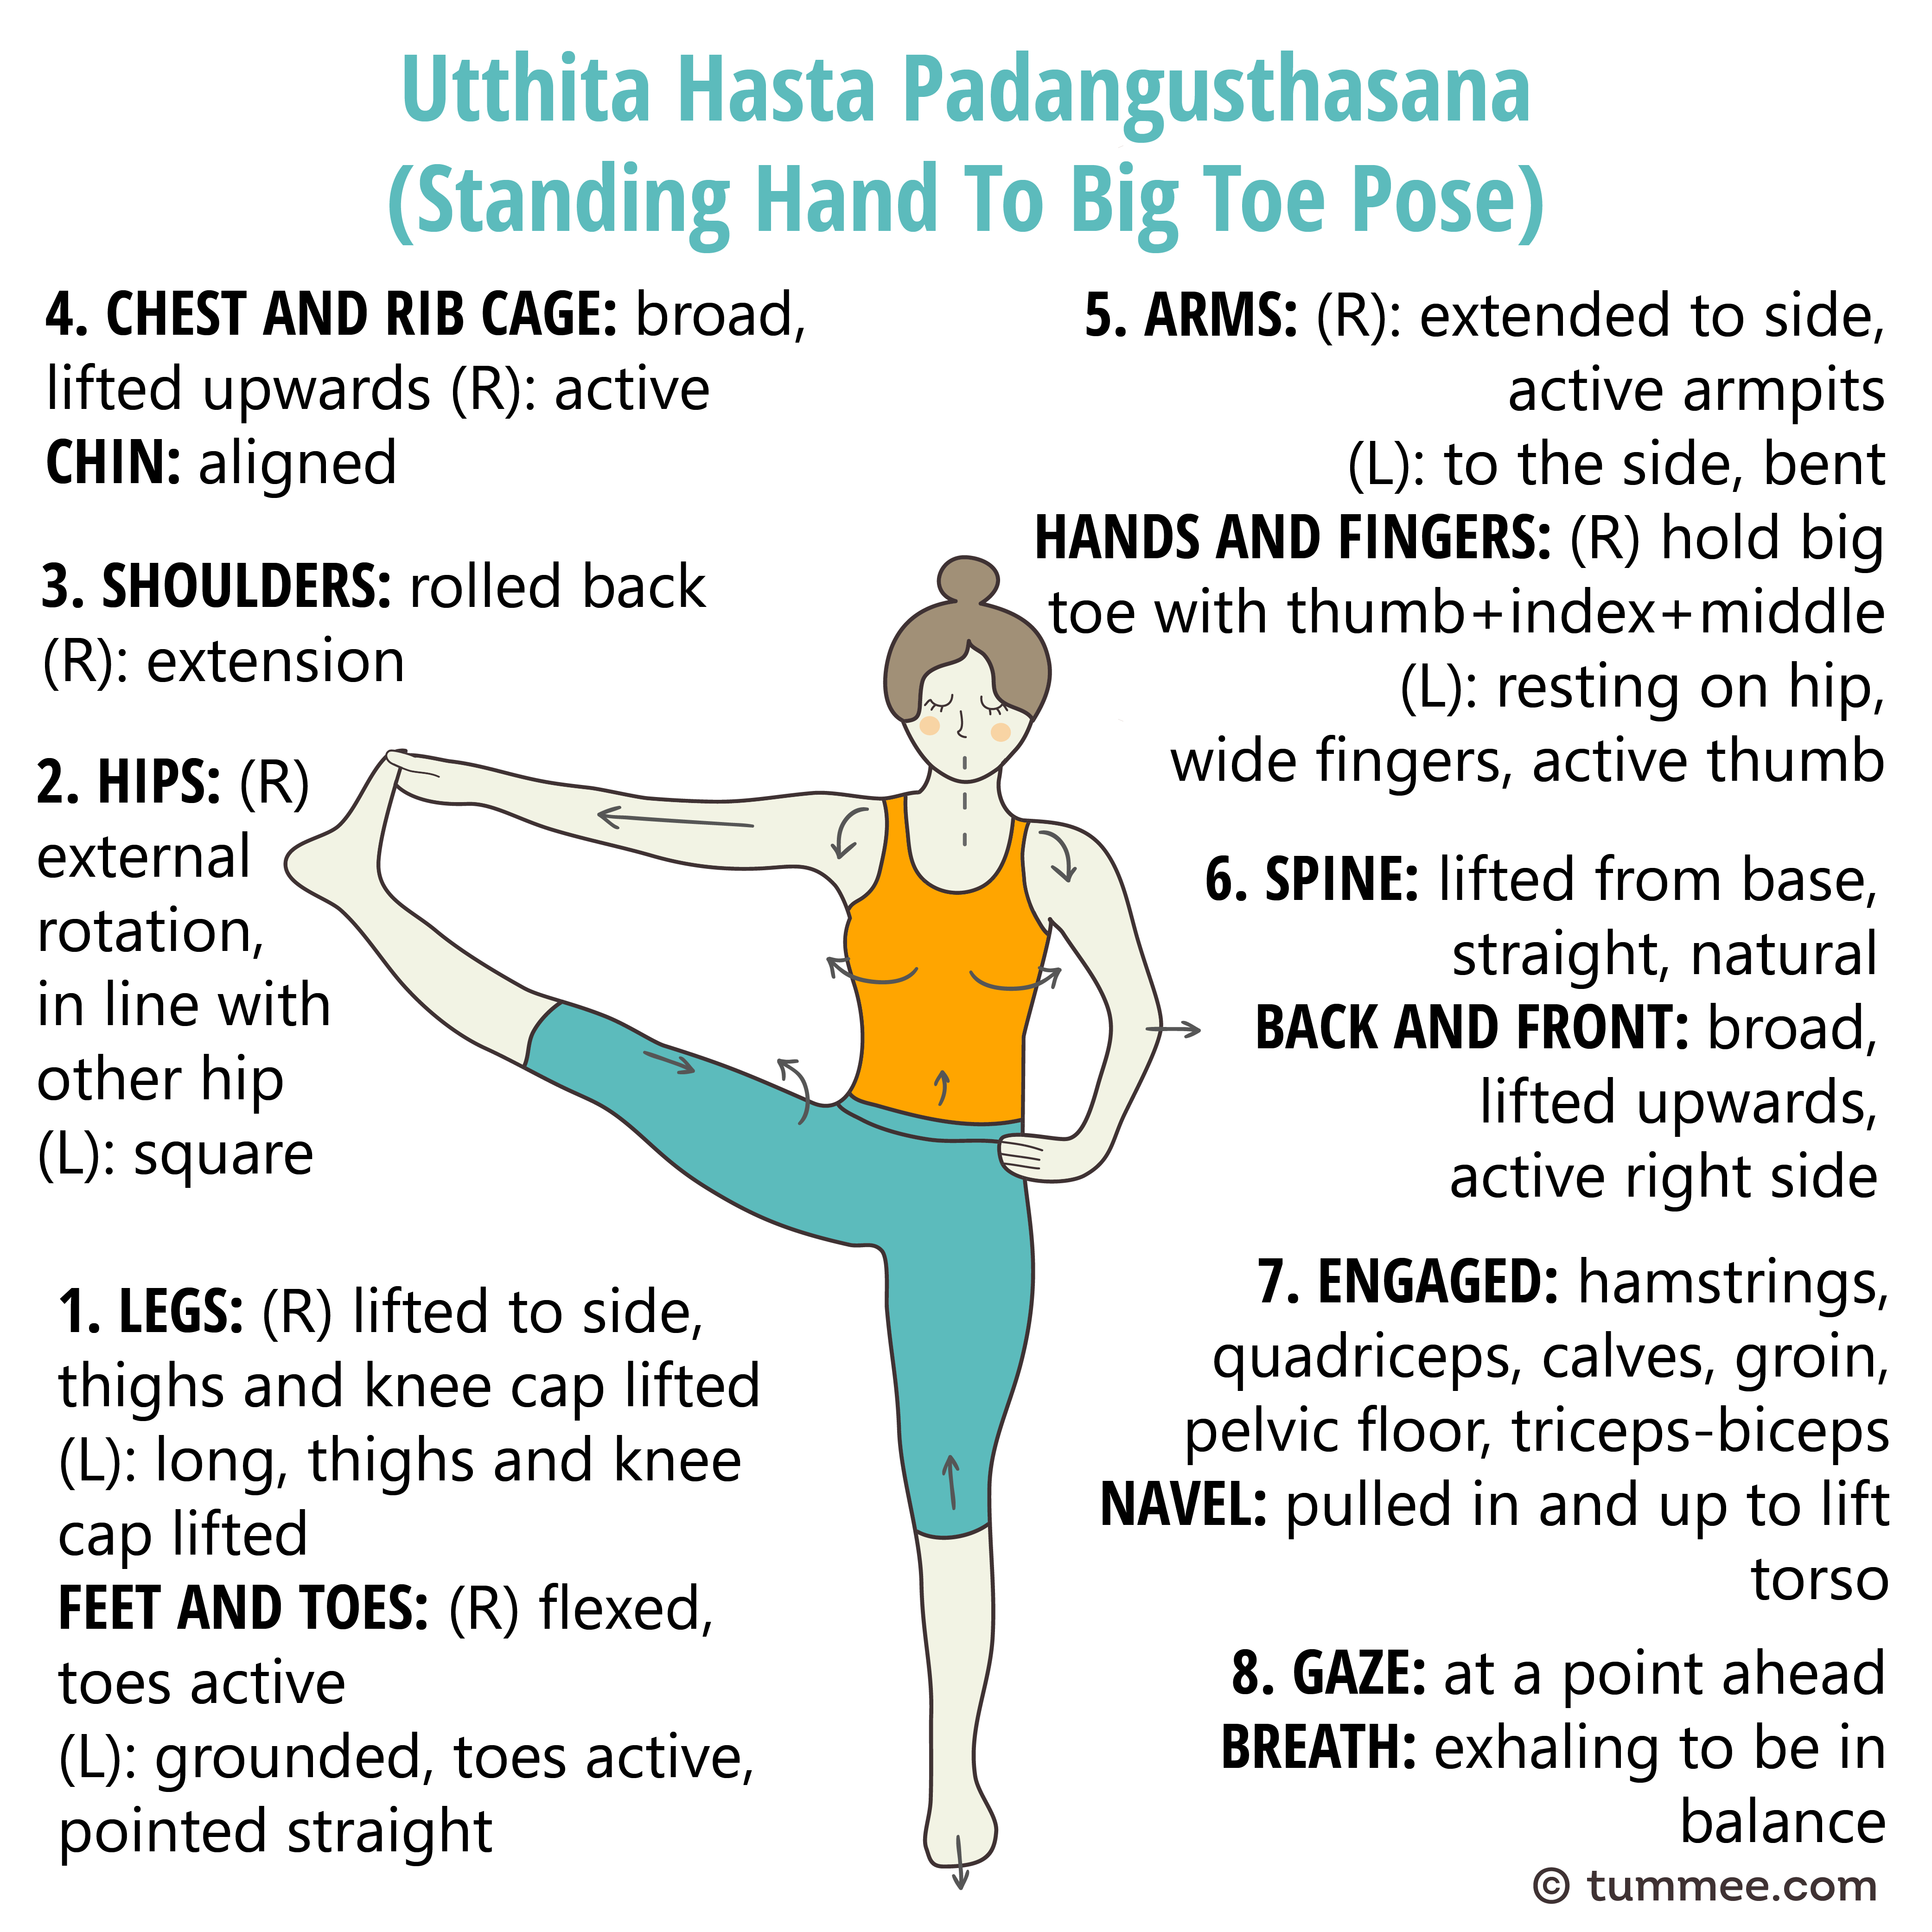 Utthita Hasta Padangusthasana
(Standing Hand To Big Toe Pose)
4. CHEST AND RIB CAGE: broad,
lifted upwards (R): active
CHIN: aligned
3. SHOULDERS: rolled back
(R): extension
2. HIPS: (R)
external
rotation,
in line with
other hip
(L): square
1. LEGS: (R) lifted to side,
thighs and knee cap lifted
(L): long, thighs and knee
cap lifted
FEET AND TOES: (R) flexed,
toes active
(L): grounded, toes active,
pointed straight
5. ARMS: (R): extended to side,
active armpits
(L): to the side, bent
HANDS AND FINGERS: (R) hold big
toe with thumb+index+middle
(L): resting on hip,
wide fingers, active thumb
6. SPINE: lifted from base,
straight, natural
BACK AND FRONT: broad,
lifted upwards,
active right side
7. ENGAGED: hamstrings,
quadriceps, calves, groin,
pelvic floor, triceps-biceps
NAVEL: pulled in and up to lift
torso
8. GAZE: at a point ahead
BREATH: exhaling to be in
balance
© tummee.com